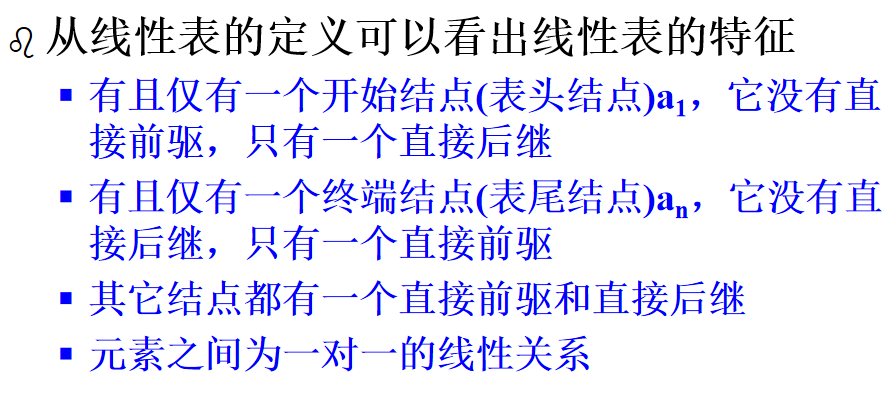 ♌ 从线性表的定义可以看出线性表的特征
▪ 有且仅有一个开始结点(表头结点)a₁，它没有直
接前驱，只有一个直接后继
▪ 有且仅有一个终端结点(表尾结点)aₙ，它没有直
接后继，只有一个直接前驱
▪ 其它结点都有一个直接前驱和直接后继
▪ 元素之间为一对一的线性关系